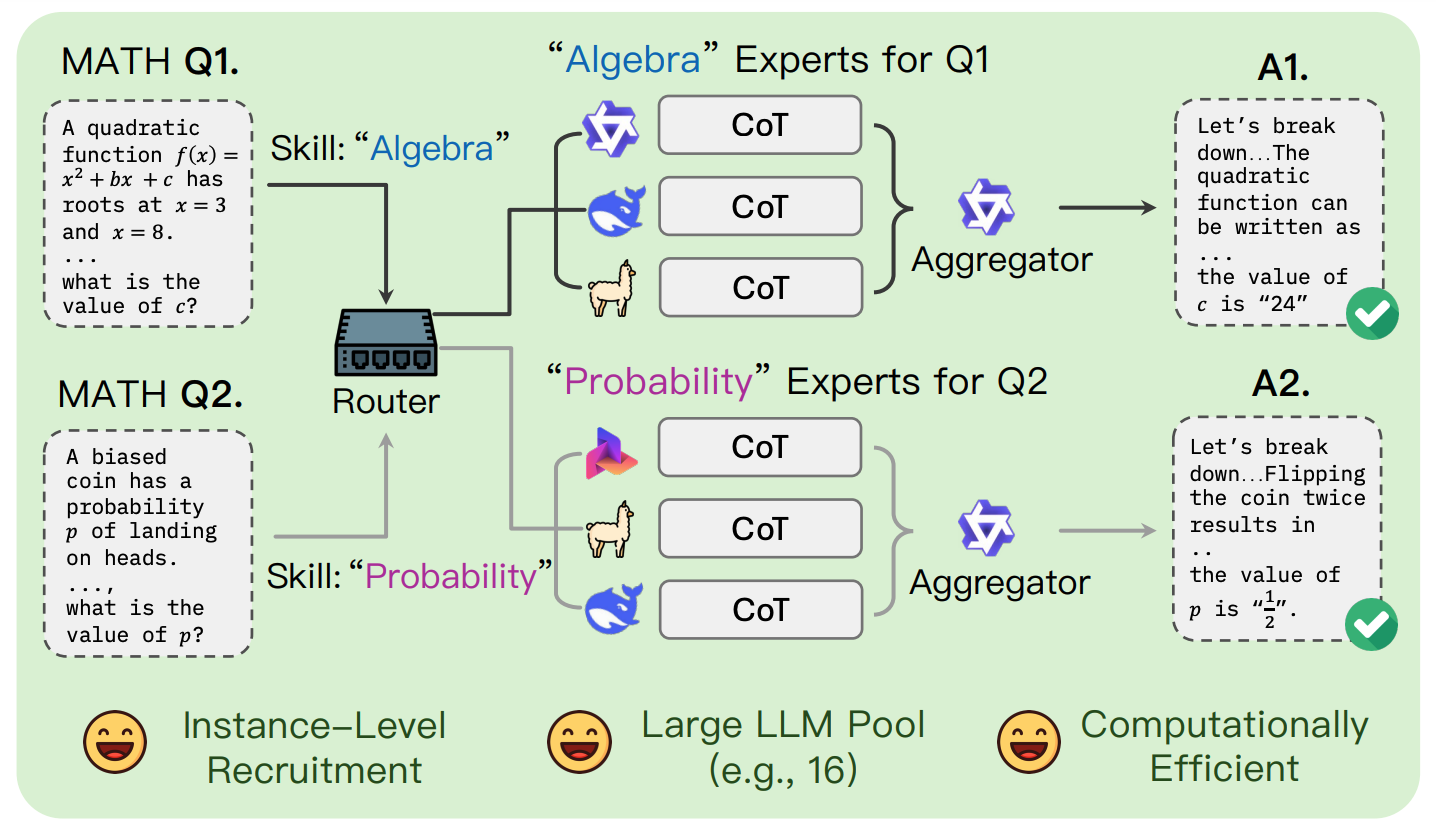 MATH Q1.
A quadratic
function f(x) =
x² + bx + c has
roots at x = 3
and x = 8.
...
what is the
value of c?
Skill: “Algebra”
“Algebra” Experts for Q1
CoT
CoT
CoT
Aggregator
A1.
Let’s break
down...The
quadratic
function can
be written as
...
the value of
c is “24”
Router
MATH Q2.
A biased
coin has a
probability
p of landing
on heads.
...,
what is the
value of p?
Skill: “Probability”
“Probability” Experts for Q2
CoT
CoT
CoT
Aggregator
A2.
Let’s break
down...Flipping
the coin twice
results in
..
the value of
p is “1/2”.
Instance-Level
Recruitment
Large LLM Pool
(e.g., 16)
Computationally
Efficient